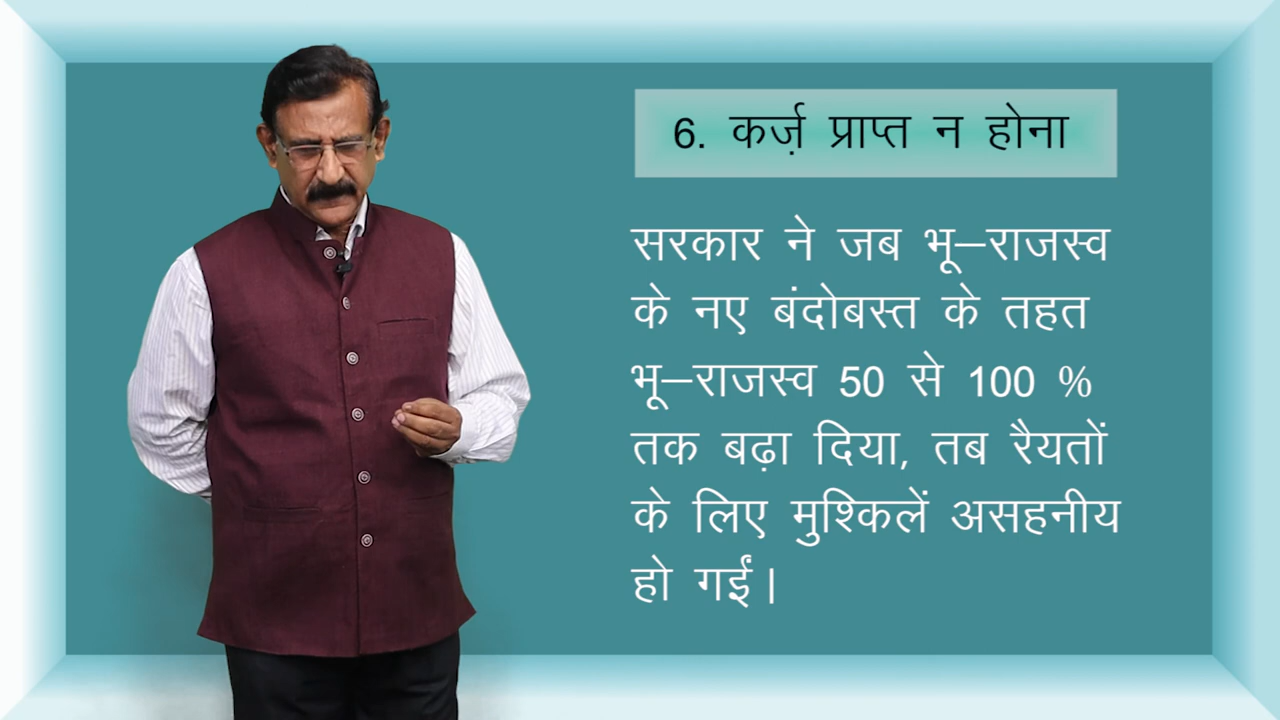 6. कर्ज़ प्राप्त न होना
सरकार ने जब भू–राजस्व
के नए बंदोबस्त के तहत
भू–राजस्व 50 से 100 %
तक बढ़ा दिया, तब रैयतों
के लिए मुश्किलें असहनीय
हो गईं।